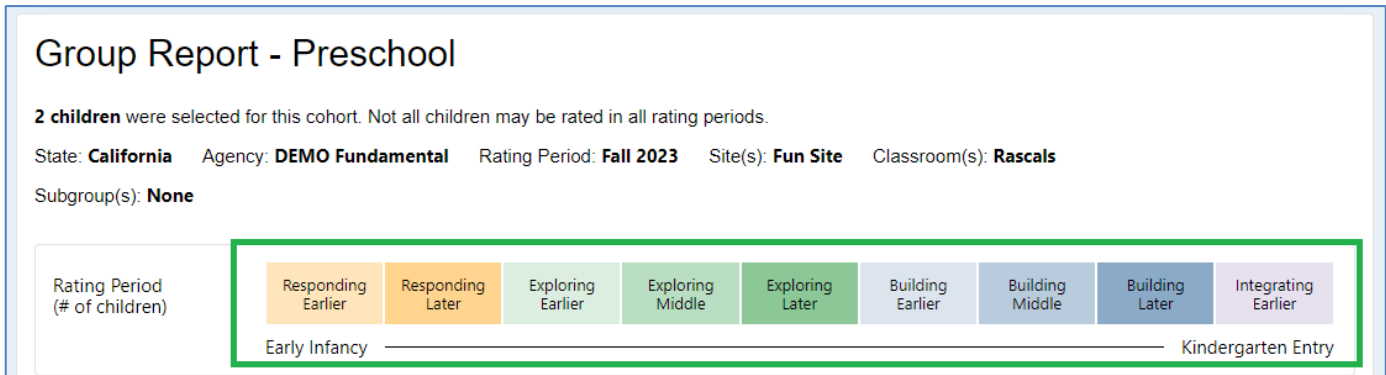 Group Report - Preschool
2 children were selected for this cohort. Not all children may be rated in all rating periods.
State: California Agency: DEMO Fundamental Rating Period: Fall 2023 Site(s): Fun Site Classroom(s): Rascals
Subgroup(s): None
Rating Period
(# of children)
Responding
Earlier
Responding
Later
Exploring
Earlier
Exploring
Middle
Exploring
Later
Building
Earlier
Building
Middle
Building
Later
Integrating
Earlier
Early Infancy
Kindergarten Entry